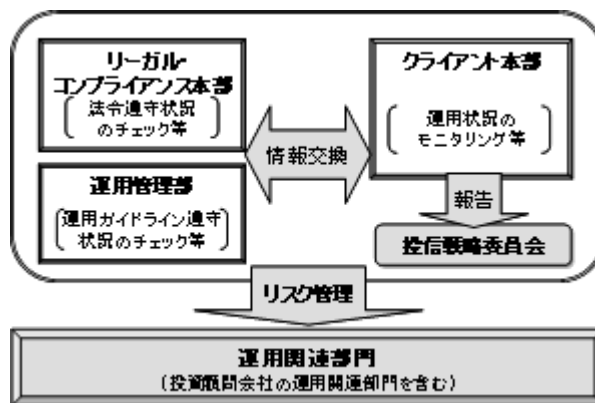 リーガル・
コンプライアンス本部
法令遵守状況
のチェック等
クライアント本部
運用状況の
モニタリング等
情報交換
運用管理部
運用ガイドライン遵守
状況のチェック等
報告
投信戦略委員会
リスク管理
運用関連部門
(投資顧問会社の運用関連部門を含む)